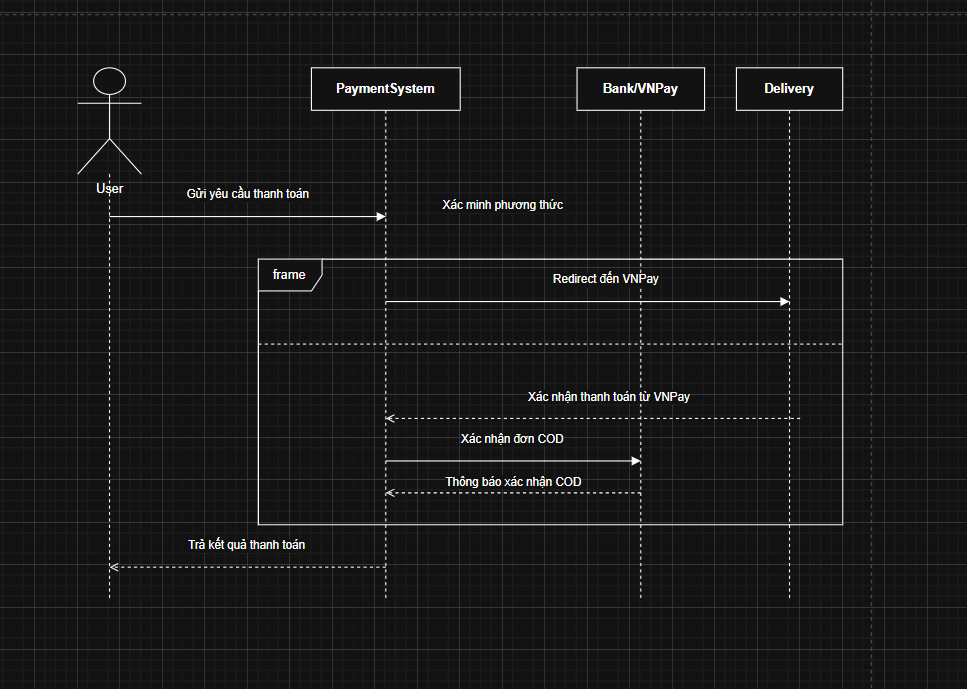 PaymentSystem
Bank/VNPay
Delivery
User
Gửi yêu cầu thanh toán
Xác minh phương thức
frame
Redirect đến VNPay
Xác nhận thanh toán từ VNPay
Xác nhận đơn COD
Thông báo xác nhận COD
Trả kết quả thanh toán